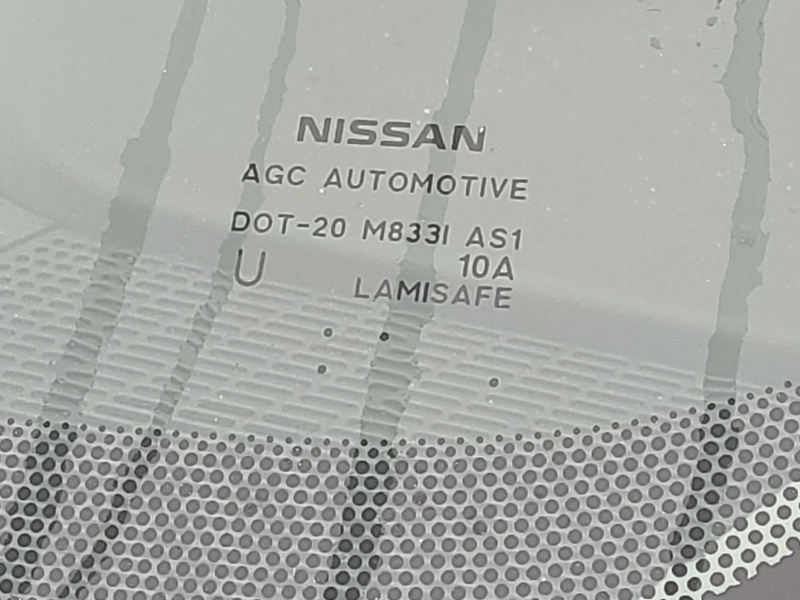 NISSAN
AGC AUTOMOTIVE
DOT-20 M833I AS1
10A
U
LAMISAFE